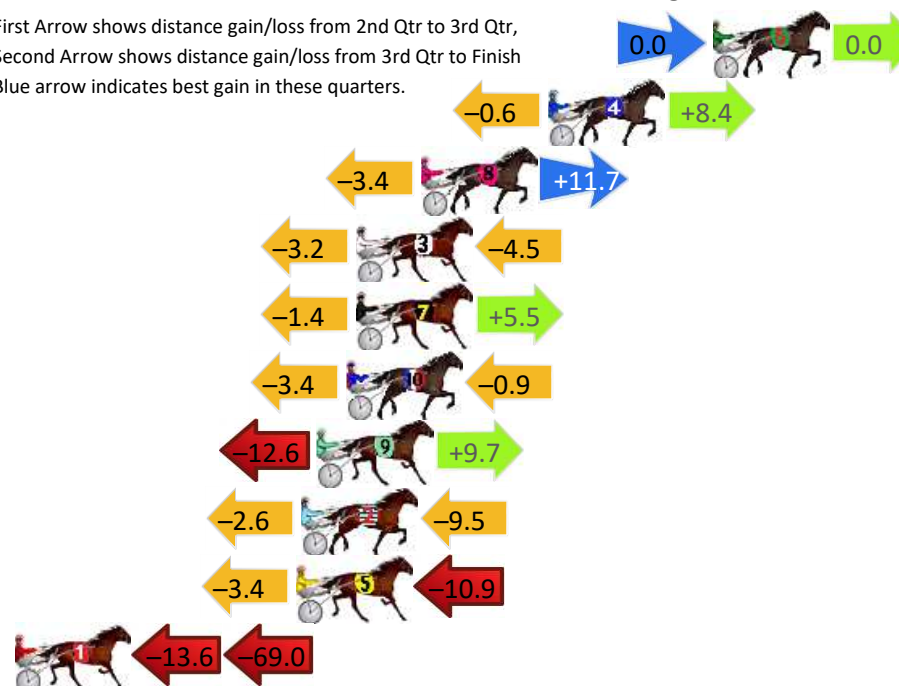 First Arrow shows distance gain/loss from 2nd Qtr to 3rd Qtr,
Second Arrow shows distance gain/loss from 3rd Qtr to Finish
Blue arrow indicates best gain in these quarters.
0.0 6 0.0
–0.6 4 +8.4
–3.4 8 +11.7
–3.2 3 –4.5
–1.4 7 +5.5
–3.4 10 –0.9
–12.6 9 +9.7
–2.6 2 –9.5
–3.4 5 –10.9
1 –13.6 –69.0